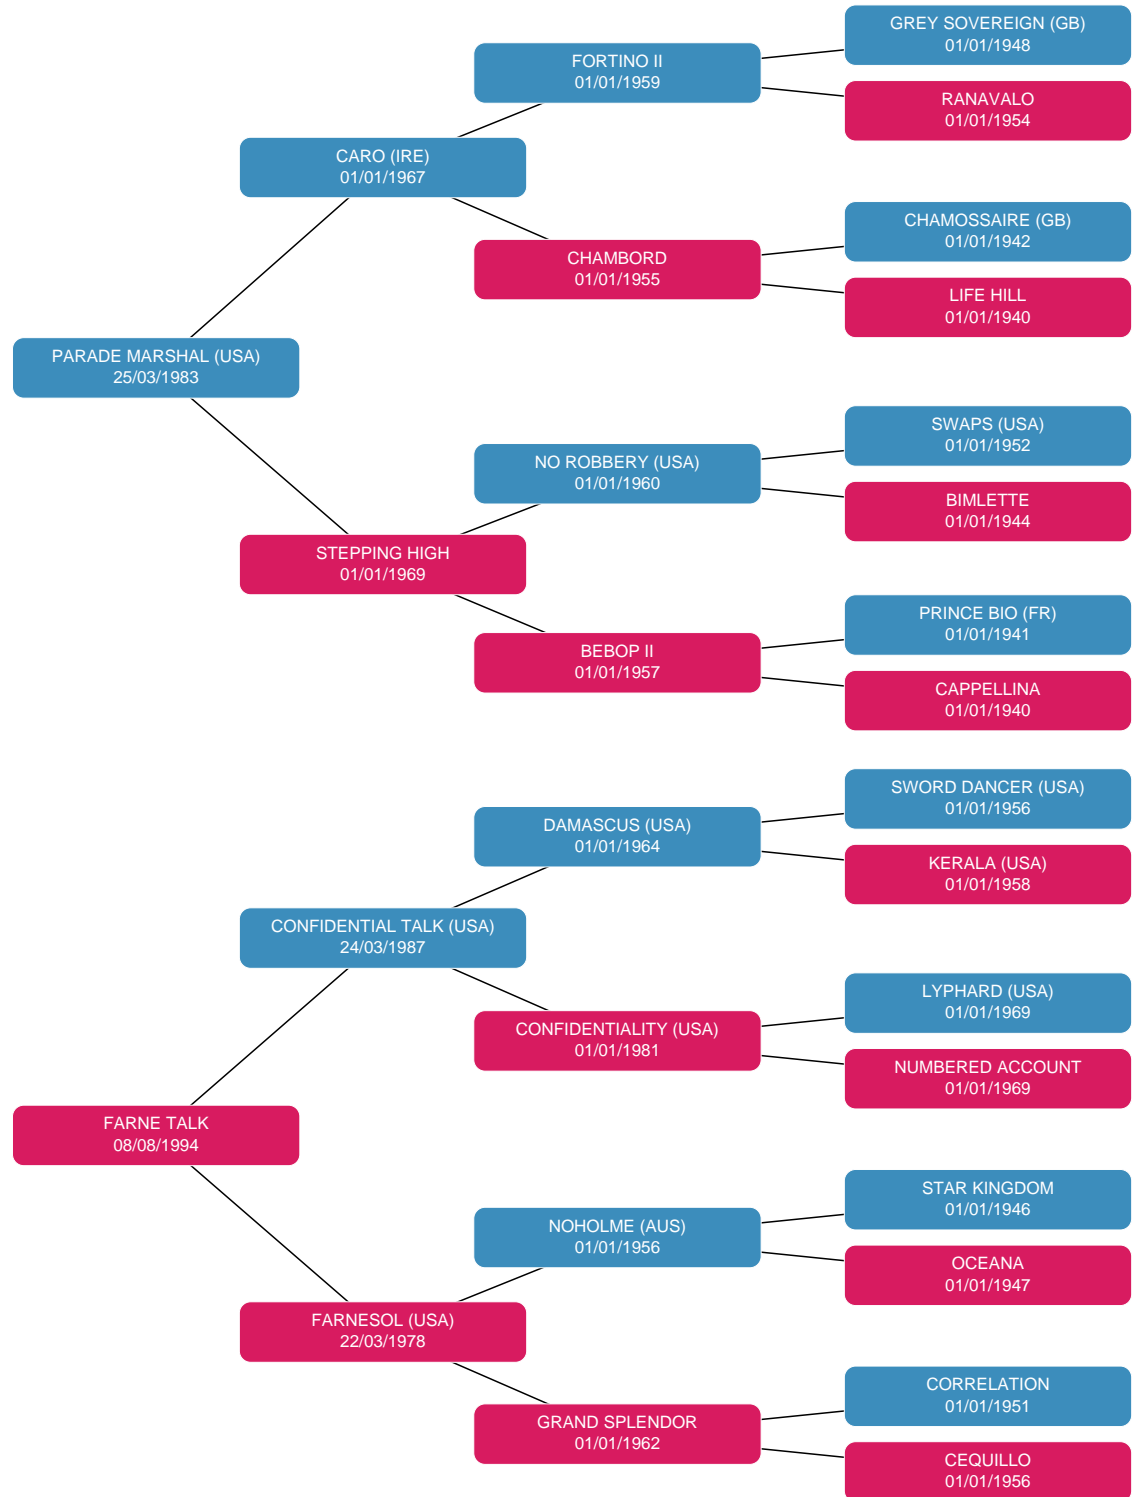 GREY SOVEREIGN (GB)
01/01/1948
FORTINO II
01/01/1959
RANAVALO
01/01/1954
CARO (IRE)
01/01/1967
CHAMOSSAIRE (GB)
01/01/1942
CHAMBORD
01/01/1955
LIFE HILL
01/01/1940
PARADE MARSHAL (USA)
25/03/1983
SWAPS (USA)
01/01/1952
NO ROBBERY (USA)
01/01/1960
BIMLETTE
01/01/1944
STEPPING HIGH
01/01/1969
PRINCE BIO (FR)
01/01/1941
BEBOP II
01/01/1957
CAPPELLINA
01/01/1940
SWORD DANCER (USA)
01/01/1956
DAMASCUS (USA)
01/01/1964
KERALA (USA)
01/01/1958
CONFIDENTIAL TALK (USA)
24/03/1987
LYPHARD (USA)
01/01/1969
CONFIDENTIALITY (USA)
01/01/1981
NUMBERED ACCOUNT
01/01/1969
FARNE TALK
08/08/1994
STAR KINGDOM
01/01/1946
NOHOLME (AUS)
01/01/1956
OCEANA
01/01/1947
FARNESOL (USA)
22/03/1978
CORRELATION
01/01/1951
GRAND SPLENDOR
01/01/1962
CEQUILLO
01/01/1956